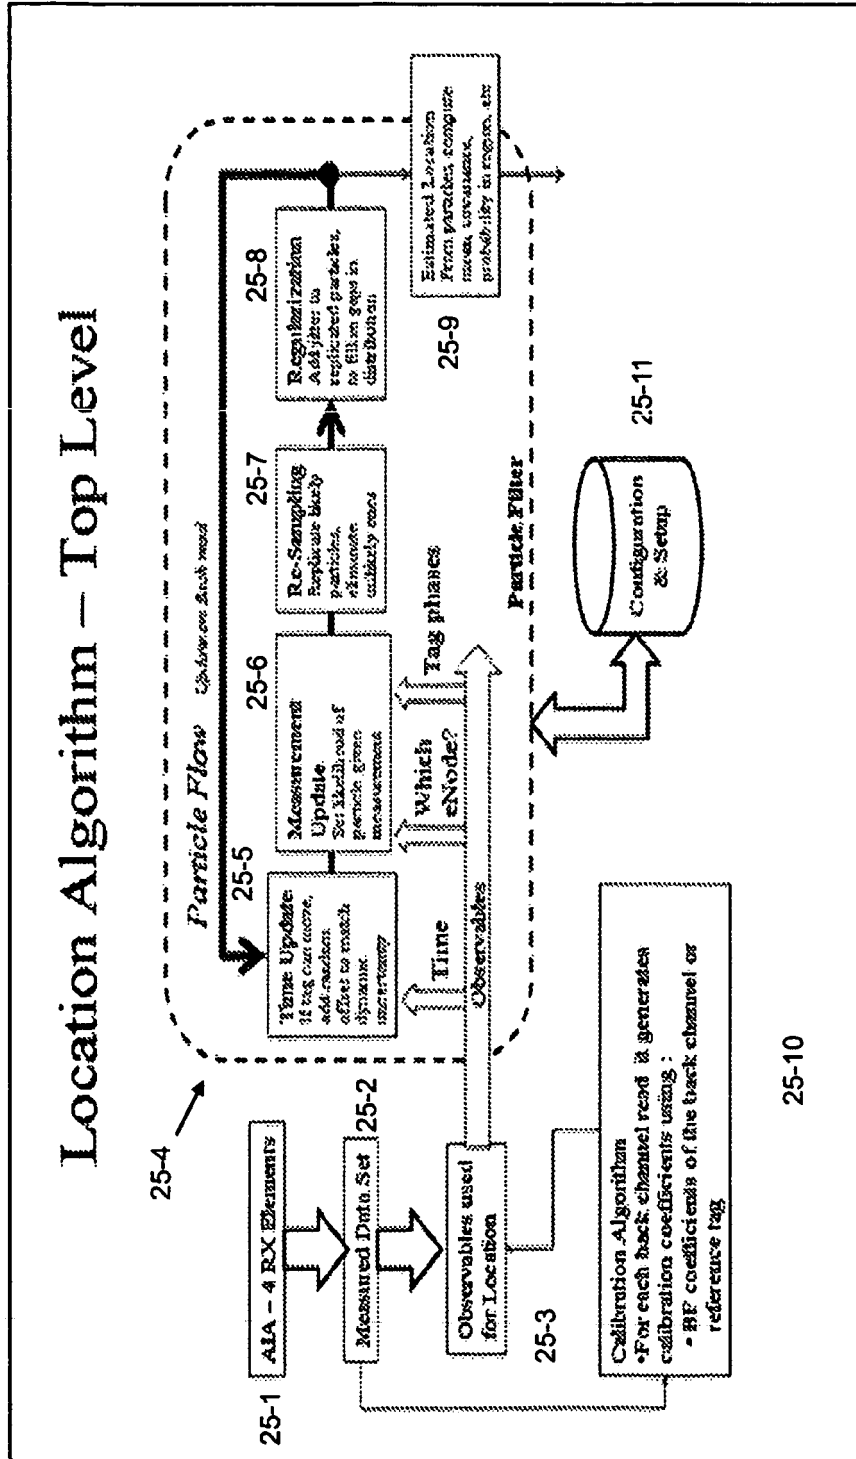 Location Algorithm – Top Level
25-4
25-1
AIA – 4 RX Elements
25-2
Measured Data Set
25-3
Observables used
for Location
Particle Flow
Update on each read
25-5
Time Update
If tag can move,
add random
offset to match
dynamic
uncertainty
25-6
Measurement
Update
Set likelihood of
particle given
measurement
25-7
Re-Sampling
Replicate likely
particles,
eliminate
unlikely ones
25-8
Regularization
Add jitter to
replicated particles,
to fill in gaps in
distribution
25-9
Estimated Location
From particles, compute
mean, covariance,
probability in region, etc
Time
Which
eNode?
Tag phases
Observables
Particle Filter
25-10
Calibration Algorithm
•For each back channel read it generates
calibration coefficients using :
• BF coefficients of the back channel or
reference tag
25-11
Configuration
& Setup